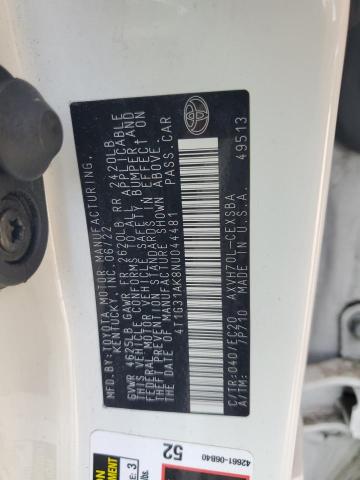 MFD.BY: TOYOTA MOTOR MANUFACTURING,
KENTUCKY, INC. 06/22
GVWR 4625LB GAWR FR 2620LB RR 2420LB
THIS VEHICLE CONFORMS TO ALL APPLICABLE
FEDERAL MOTOR VEHICLE SAFETY, BUMPER, AND
THEFT PREVENTION STANDARDS IN EFFECT ON
THE DATE OF MANUFACTURE SHOWN ABOVE.
4T1G31AK8NU044481 PASS.CAR
C/TR:040/EC20 AXVH70L-CEXSBA
A/TM: /P710 MADE IN U.S.A. 49513
TOYOTA
42661-06B40
52